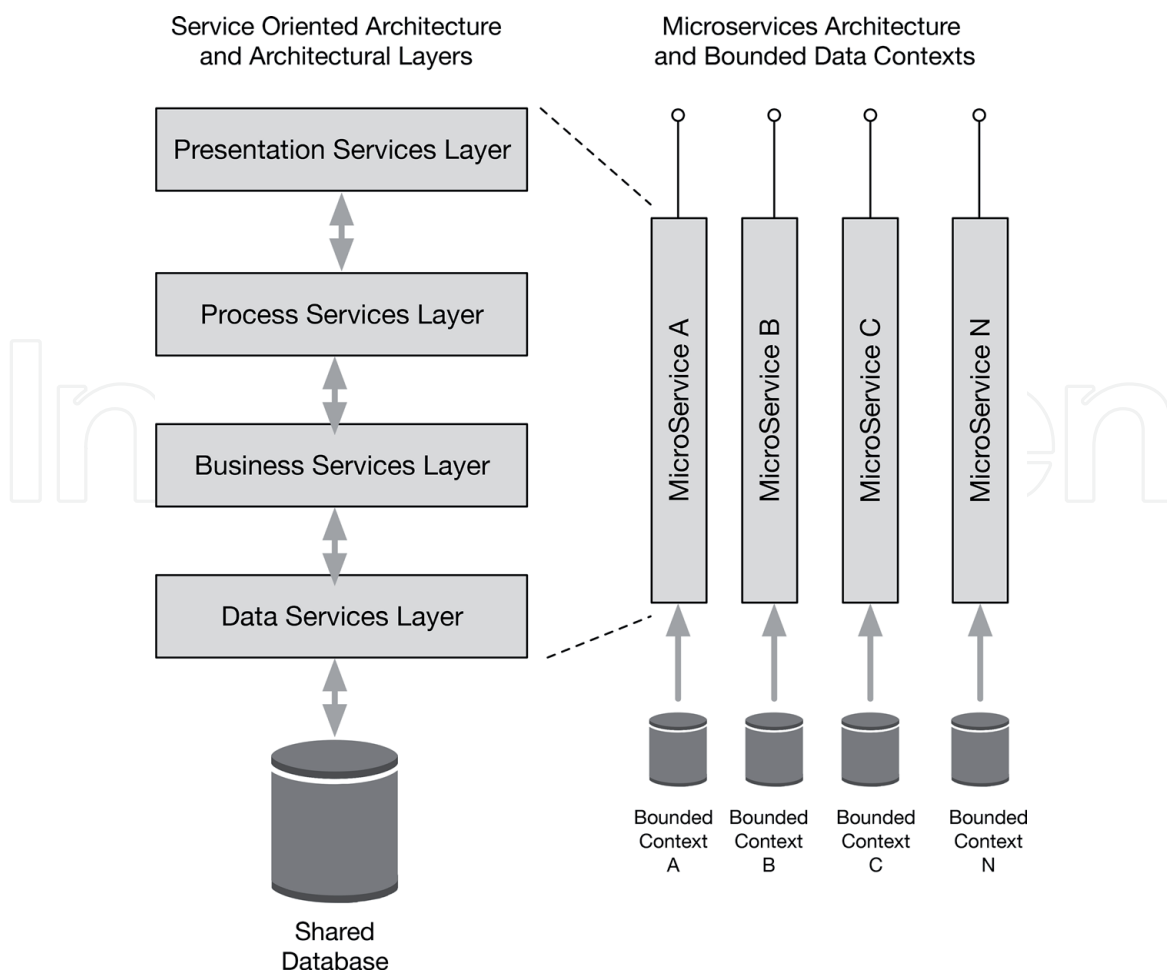 Service Oriented Architecture
and Architectural Layers
Presentation Services Layer
Process Services Layer
Business Services Layer
Data Services Layer
Shared
Database
Microservices Architecture
and Bounded Data Contexts
MicroService A
MicroService B
MicroService C
MicroService N
Bounded
Context
A
Bounded
Context
B
Bounded
Context
C
Bounded
Context
N
In
en